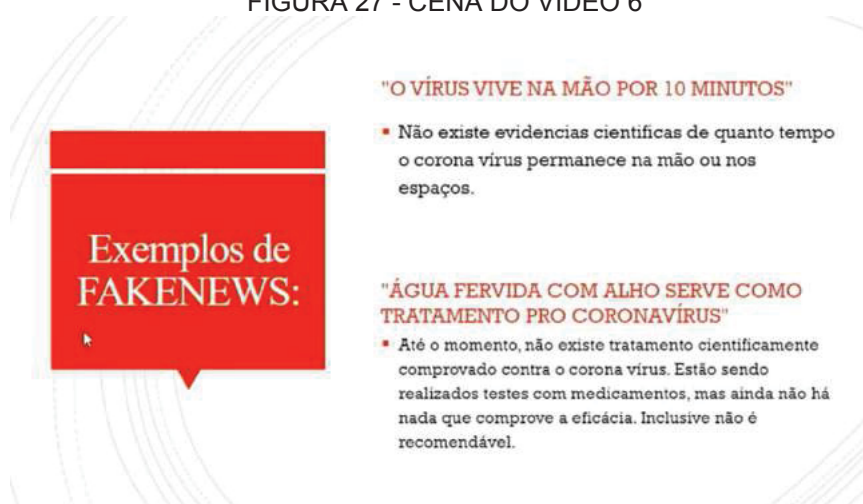 FIGURA 27 - CENA DO VÍDEO 6
Exemplos de
FAKENEWS:
"O VÍRUS VIVE NA MÃO POR 10 MINUTOS"
Não existe evidencias cientificas de quanto tempo
o corona vírus permanece na mão ou nos
espaços.
"ÁGUA FERVIDA COM ALHO SERVE COMO
TRATAMENTO PRO CORONAVÍRUS"
Até o momento, não existe tratamento cientificamente
comprovado contra o corona vírus. Estão sendo
realizados testes com medicamentos, mas ainda não há
nada que comprove a eficácia. Inclusive não é
recomendável.